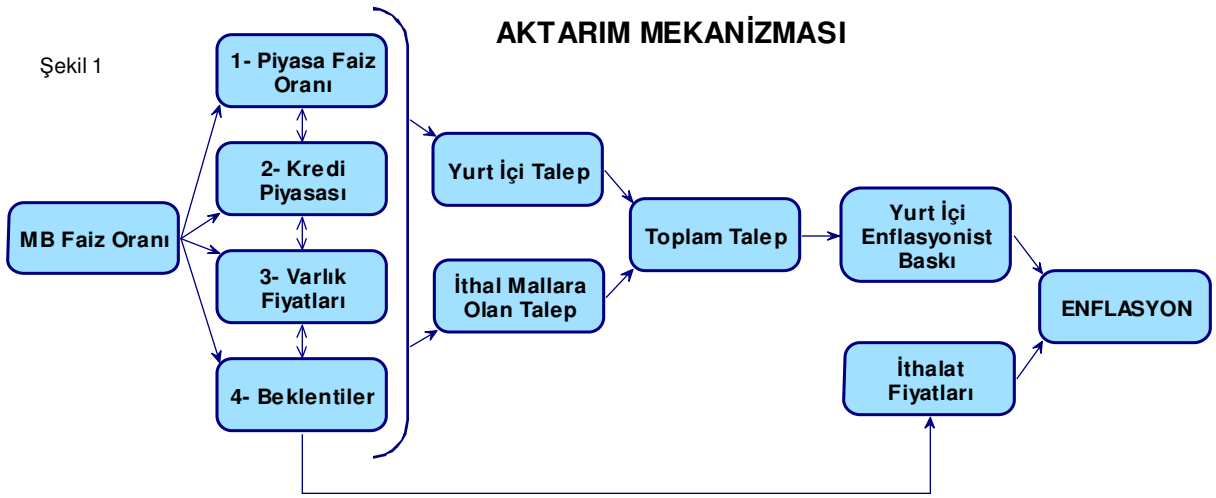 AKTARIM MEKANİZMASI
Şekil 1
1- Piyasa Faiz
Oranı
2- Kredi
Piyasası
MB Faiz Oranı
3- Varlık
Fiyatları
4- Beklentiler
Yurt İçi Talep
İthal Mallara
Olan Talep
Toplam Talep
Yurt İçi
Enflasyonist
Baskı
İthalat
Fiyatları
ENFLASYON